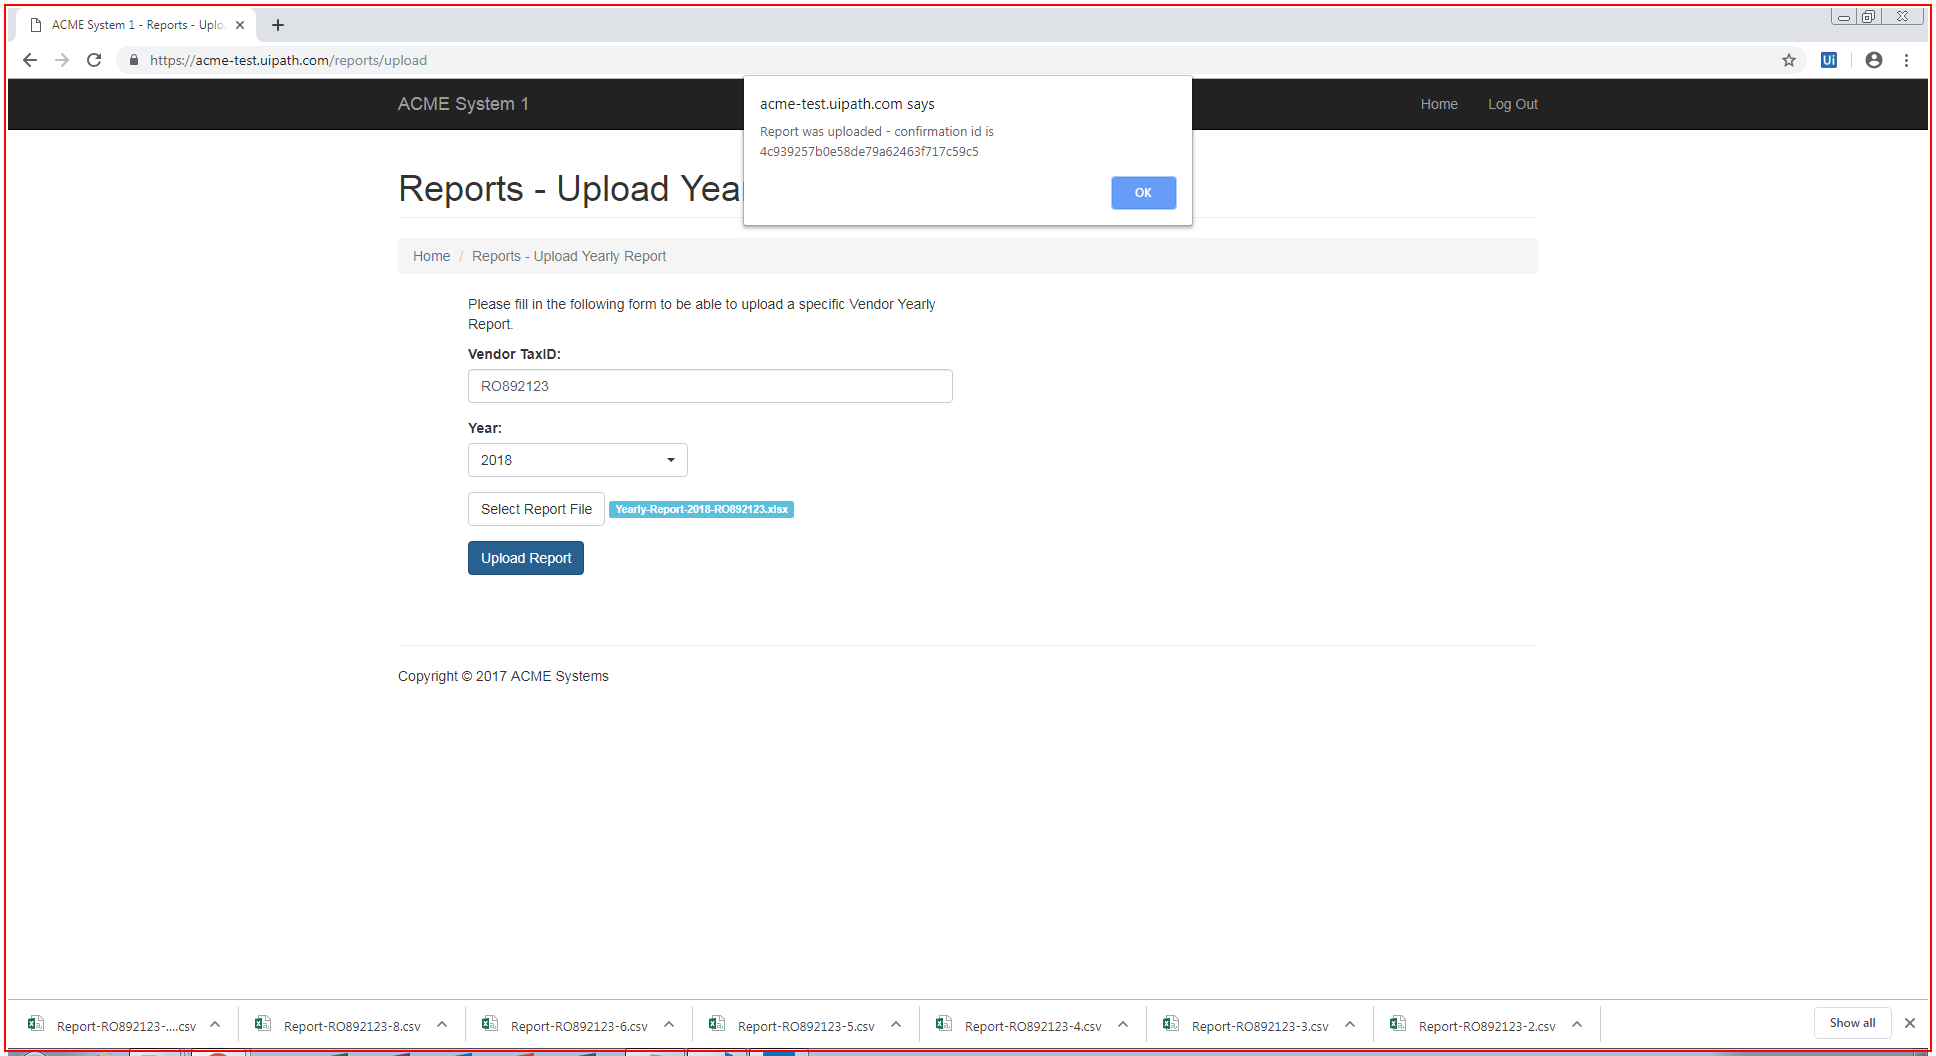 ACME System 1 - Reports - Uplo
https://acme-test.uipath.com/reports/upload
Ui
ACME System 1
Home
Log Out
acme-test.uipath.com says
Report was uploaded - confirmation id is
4c939257b0e58de79a62463f717c59c5
OK
Reports - Upload Yea
Home / Reports - Upload Yearly Report
Please fill in the following form to be able to upload a specific Vendor Yearly
Report.
Vendor TaxID:
RO892123
Year:
2018
Select Report File
Yearly-Report-2018-RO892123.xlsx
Upload Report
Copyright © 2017 ACME Systems
Report-RO892123-....csv
Report-RO892123-8.csv
Report-RO892123-6.csv
Report-RO892123-5.csv
Report-RO892123-4.csv
Report-RO892123-3.csv
Report-RO892123-2.csv
Show all